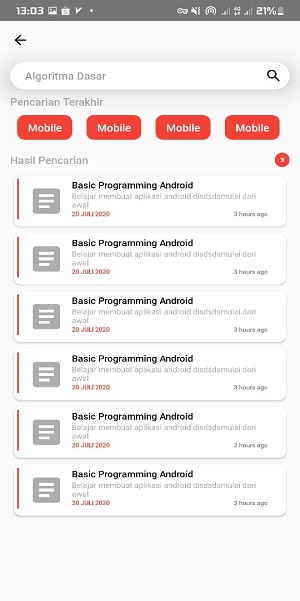 13:03 21%
Algoritma Dasar
Pencarian Terakhir
Mobile Mobile Mobile Mobile
Hasil Pencarian 3
Basic Programming Android
Belajar membuat aplikasi android disdsdsmulai dari
awal
20 JULI 2020 3 hours ago
Basic Programming Android
Belajar membuat aplikasi android disdsdsmulai dari
awal
20 JULI 2020 3 hours ago
Basic Programming Android
Belajar membuat aplikasi android disdsdsmulai dari
awal
20 JULI 2020 3 hours ago
Basic Programming Android
Belajar membuat aplikasi android disdsdsmulai dari
awal
20 JULI 2020 3 hours ago
Basic Programming Android
Belajar membuat aplikasi android disdsdsmulai dari
awal
20 JULI 2020 3 hours ago
Basic Programming Android
Belajar membuat aplikasi android disdsdsmulai dari
awal
20 JULI 2020 3 hours ago